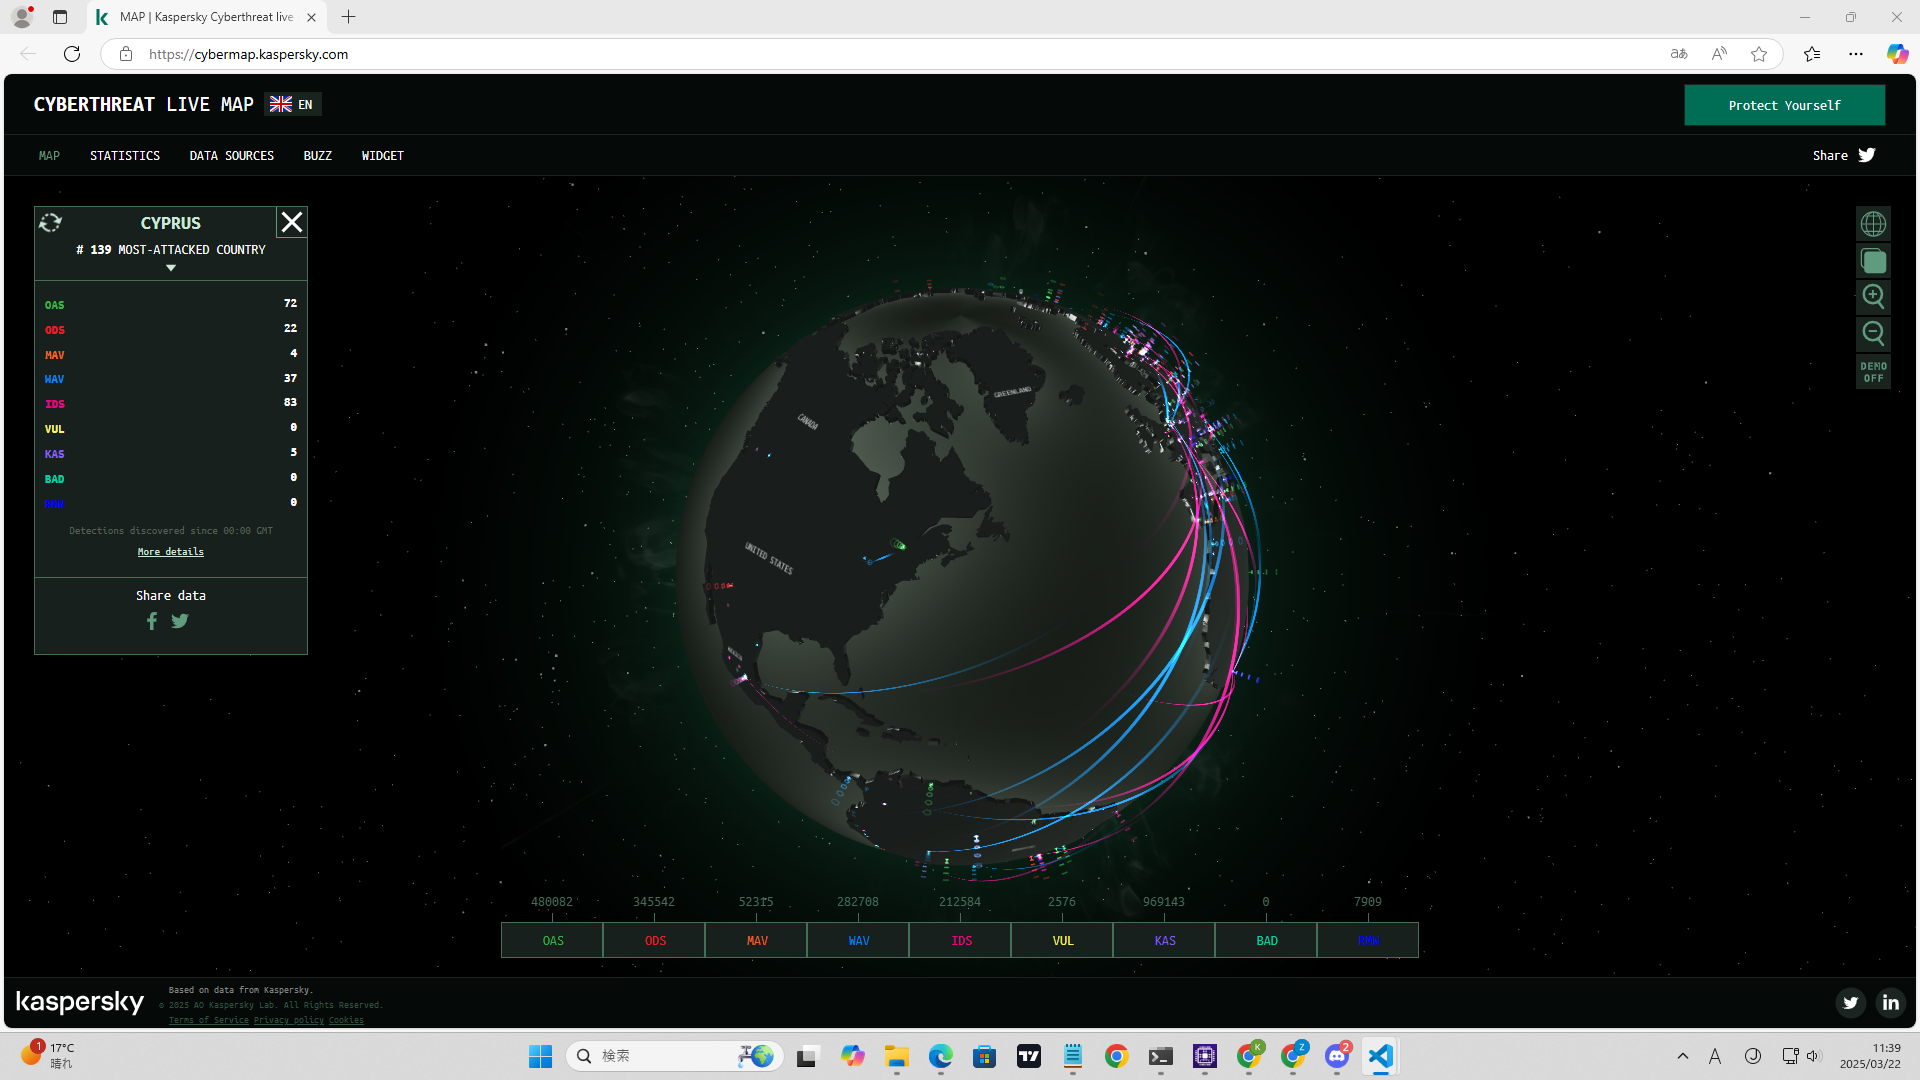 MAP | Kaspersky Cyberthreat live
https://cybermap.kaspersky.com
CYBERTHREAT LIVE MAP EN
Protect Yourself
MAP STATISTICS DATA SOURCES BUZZ WIDGET
Share
CYPRUS
# 139 MOST-ATTACKED COUNTRY
OAS 72
ODS 22
MAV 4
WAV 37
IDS 83
VUL 0
KAS 5
BAD 0
RMW 0
Detections discovered since 00:00 GMT
More details
Share data
DEMO
OFF
GREENLAND
CANADA
UNITED STATES
MEXICO
480082 345542 52315 282708 212584 2576 969143 0 7909
OAS ODS MAV WAV IDS VUL KAS BAD RMW
kaspersky
Based on data from Kaspersky.
© 2025 AO Kaspersky Lab. All Rights Reserved.
Terms of Service Privacy policy Cookies
1
17°C
晴れ
検索
K
Z
2
A
11:39
2025/03/22